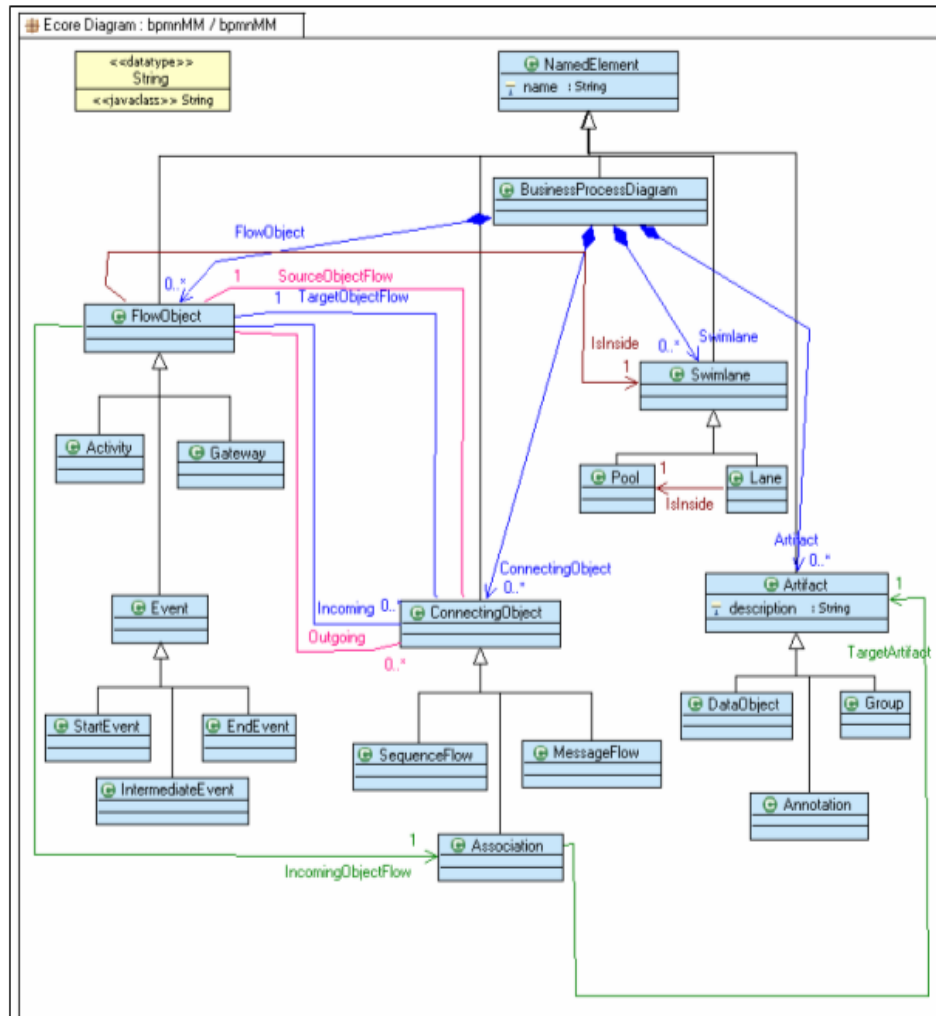 Ecore Diagram : bpmnMM / bpmnMM
<<datatype>>
String
<<javaclass>> String
NamedElement
name : String
BusinessProcessDiagram
FlowObject
0..*
1
SourceObjectFlow
1
TargetObjectFlow
FlowObject
IsInside
1
Swimlane
0..*
Swimlane
Activity
Gateway
Pool
1
IsInside
Lane
Artifact
0..*
ConnectingObject
0..*
Event
Incoming
0..*
Outgoing
0..*
ConnectingObject
Artifact
description : String
1
TargetArtifact
StartEvent
EndEvent
IntermediateEvent
SequenceFlow
MessageFlow
DataObject
Group
Annotation
1
Association
IncomingObjectFlow